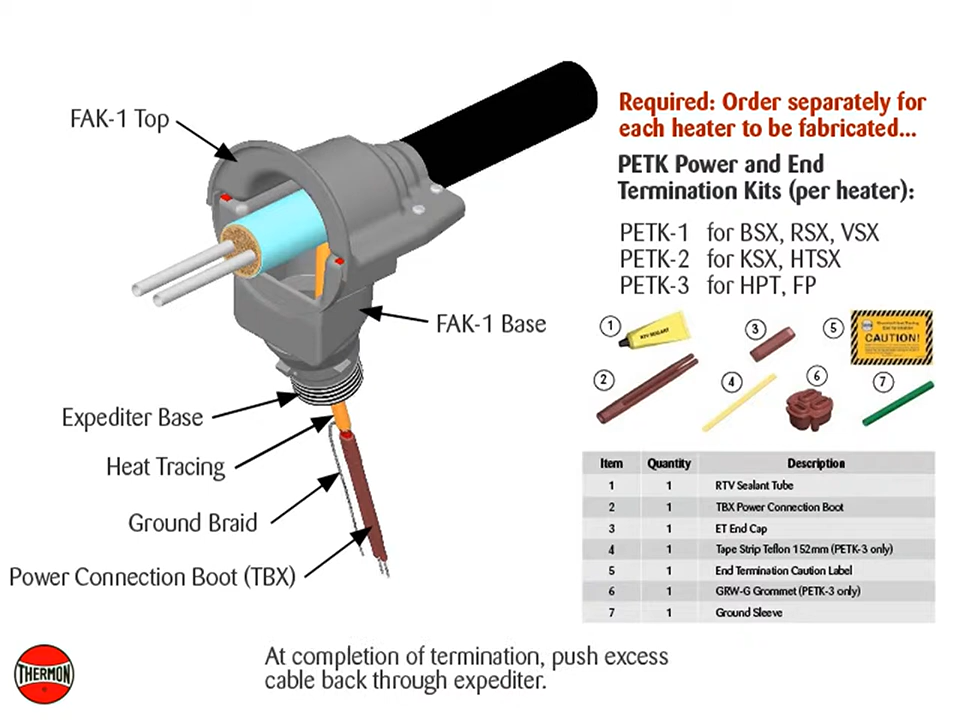 FAK-1 Top
FAK-1 Base
Expediter Base
Heat Tracing
Ground Braid
Power Connection Boot (TBX)
Required: Order separately for
each heater to be fabricated...
PETK Power and End
Termination Kits (per heater):
PETK-1 for BSX, RSX, VSX
PETK-2 for KSX, HTSX
PETK-3 for HPT, FP
1
RTV SEALANT
3
5
CAUTION!
2
4
6
7
Item Quantity Description
1 1 RTV Sealant Tube
2 1 TBX Power Connection Boot
3 1 ET End Cap
4 1 Tape Strip Teflon 152mm (PETK-3 only)
5 1 End Termination Caution Label
6 1 GRW-G Grommet (PETK-3 only)
7 1 Ground Sleeve
THERMON
At completion of termination, push excess
cable back through expediter.